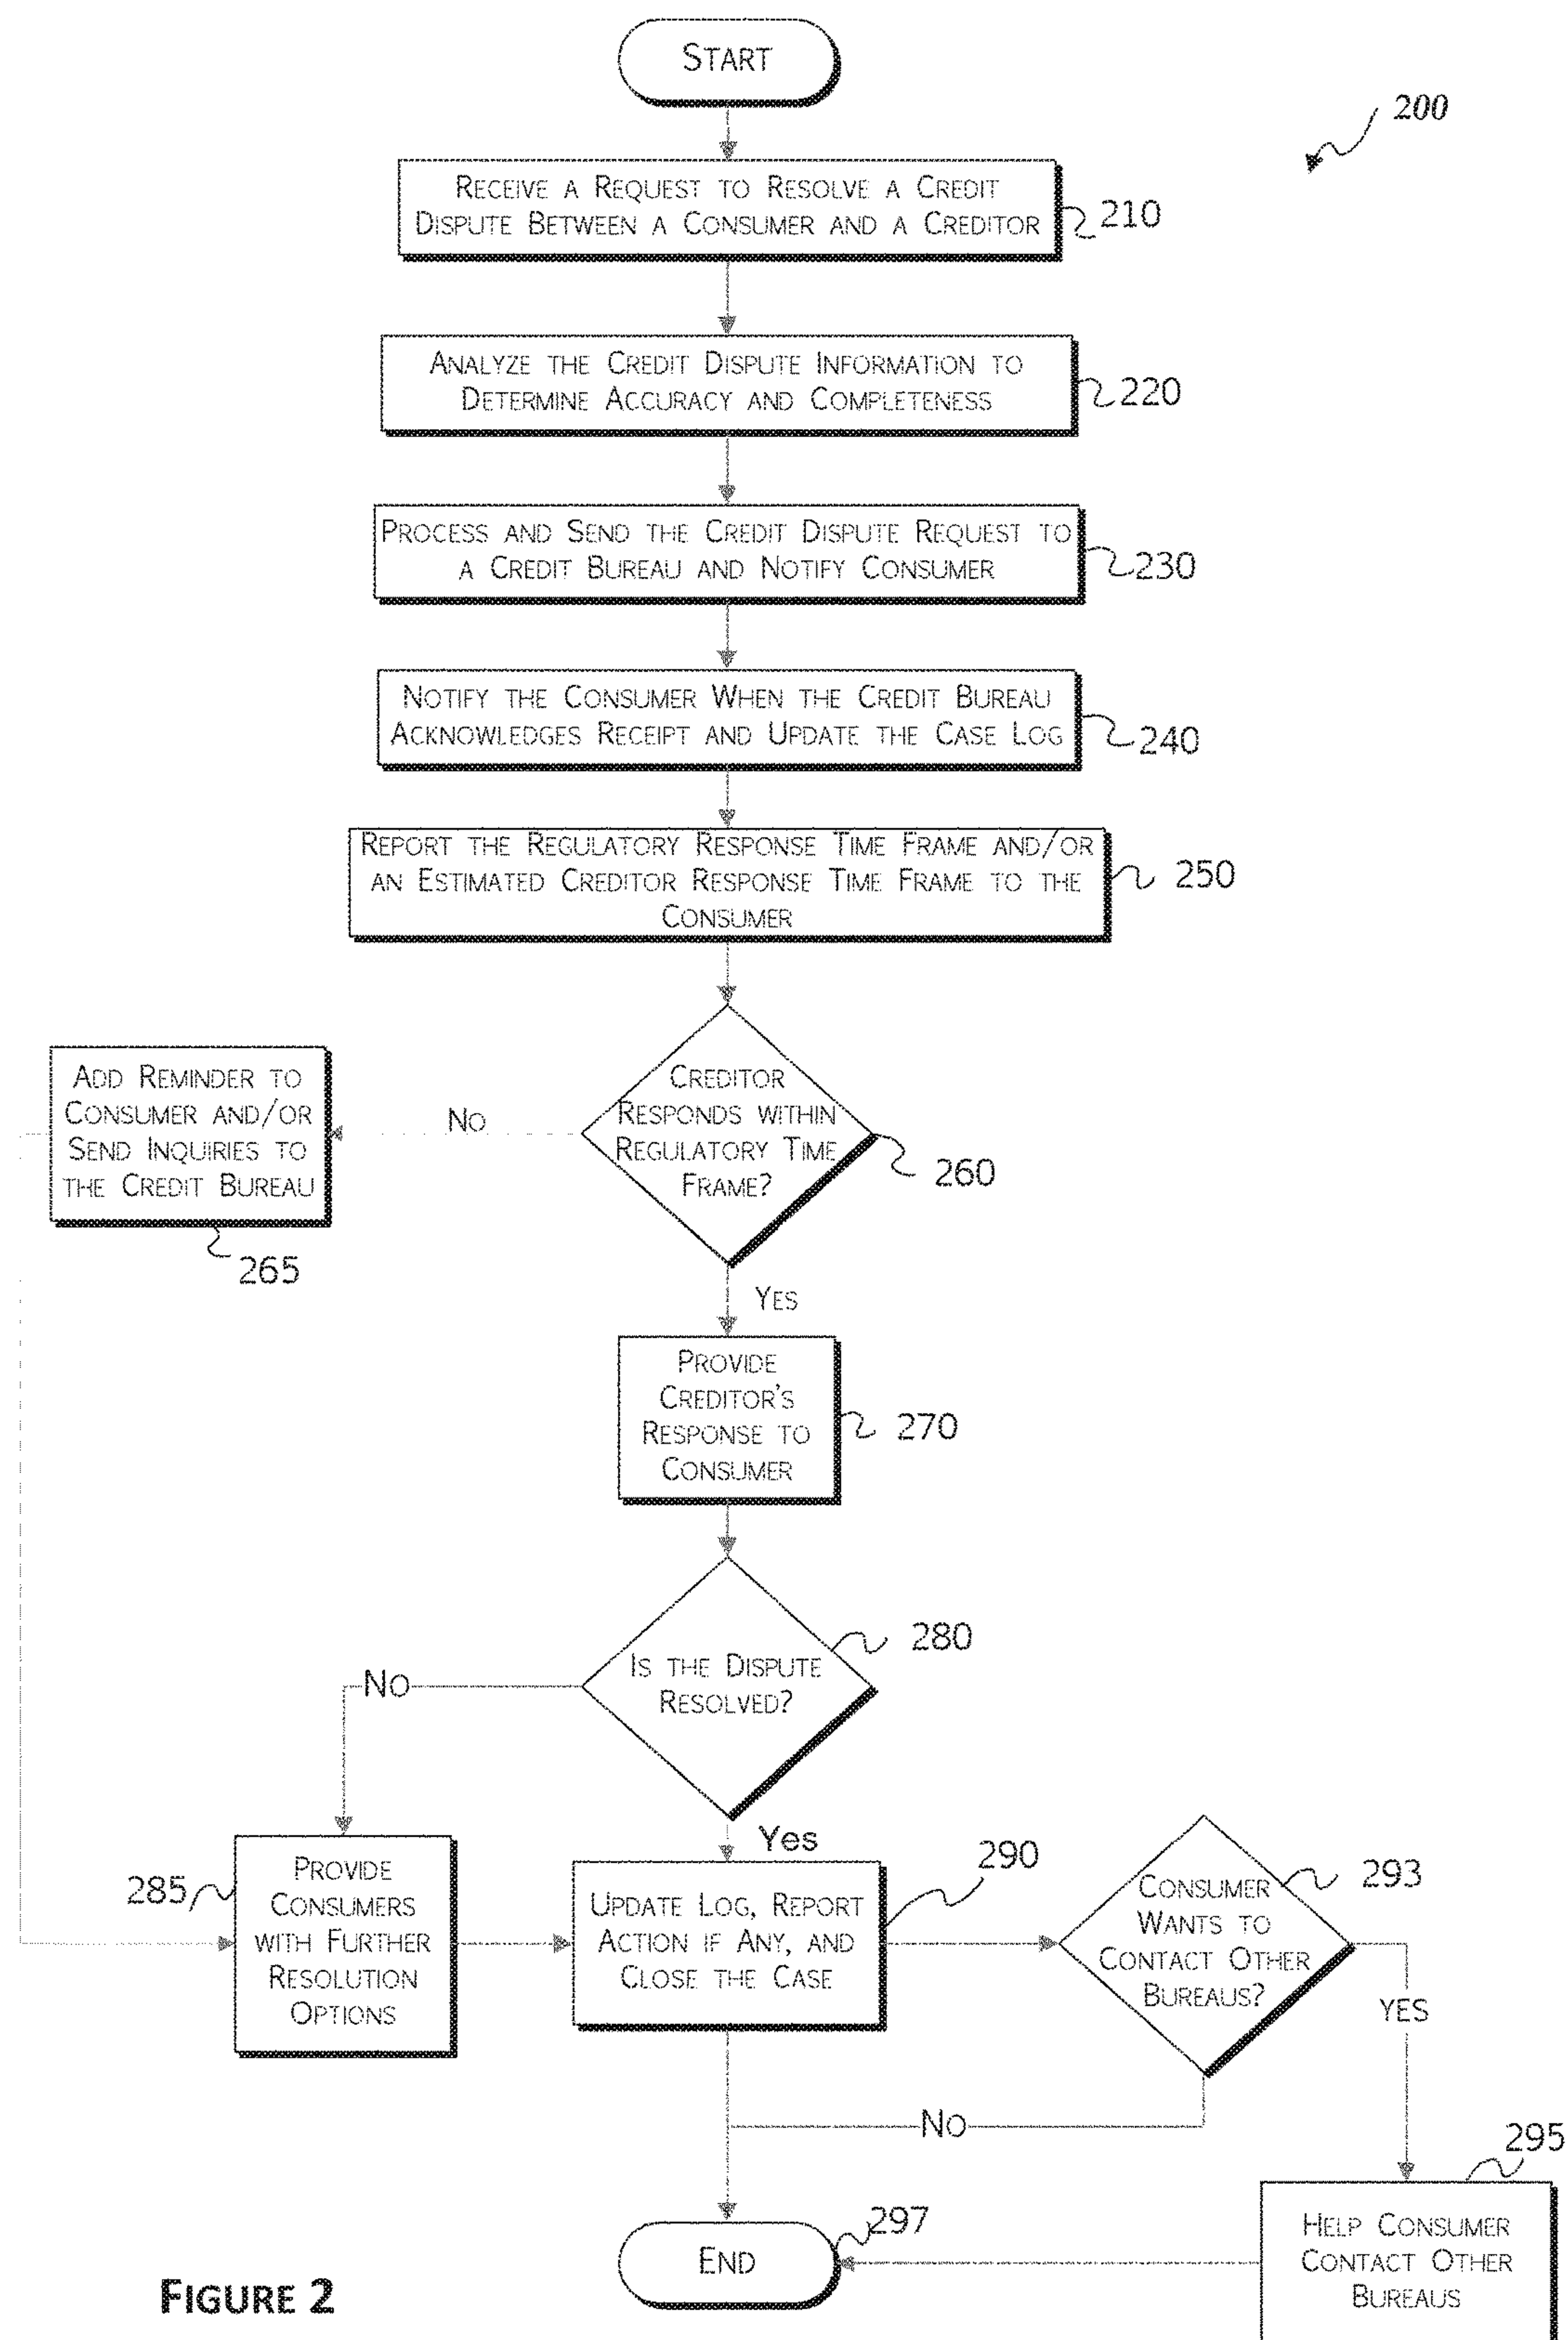 START
200
RECEIVE A REQUEST TO RESOLVE A CREDIT
DISPUTE BETWEEN A CONSUMER AND A CREDITOR
210
ANALYZE THE CREDIT DISPUTE INFORMATION TO
DETERMINE ACCURACY AND COMPLETENESS
220
PROCESS AND SEND THE CREDIT DISPUTE REQUEST TO
A CREDIT BUREAU AND NOTIFY CONSUMER
230
NOTIFY THE CONSUMER WHEN THE CREDIT BUREAU
ACKNOWLEDGES RECEIPT AND UPDATE THE CASE LOG
240
REPORT THE REGULATORY RESPONSE TIME FRAME AND/OR
AN ESTIMATED CREDITOR RESPONSE TIME FRAME TO THE
CONSUMER
250
CREDITOR
RESPONDS WITHIN
REGULATORY TIME
FRAME?
260
NO
ADD REMINDER TO
CONSUMER AND/OR
SEND INQUIRIES TO
THE CREDIT BUREAU
265
YES
PROVIDE
CREDITOR'S
RESPONSE TO
CONSUMER
270
IS THE DISPUTE
RESOLVED?
280
NO
Yes
PROVIDE
CONSUMERS
WITH FURTHER
RESOLUTION
OPTIONS
285
UPDATE LOG, REPORT
ACTION IF ANY, AND
CLOSE THE CASE
290
CONSUMER
WANTS TO
CONTACT OTHER
BUREAUS?
293
YES
NO
295
HELP CONSUMER
CONTACT OTHER
BUREAUS
END
297
FIGURE 2